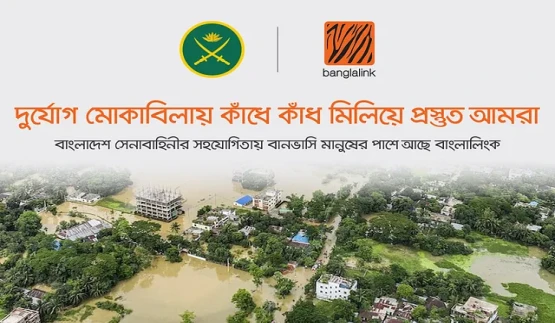 banglalink
দুর্যোগ মোকাবিলায় কাঁধে কাঁধ মিলিয়ে প্রস্তুত আমরা
বাংলাদেশ সেনাবাহিনীর সহযোগিতায় বানভাসি মানুষের পাশে আছে বাংলালিংক